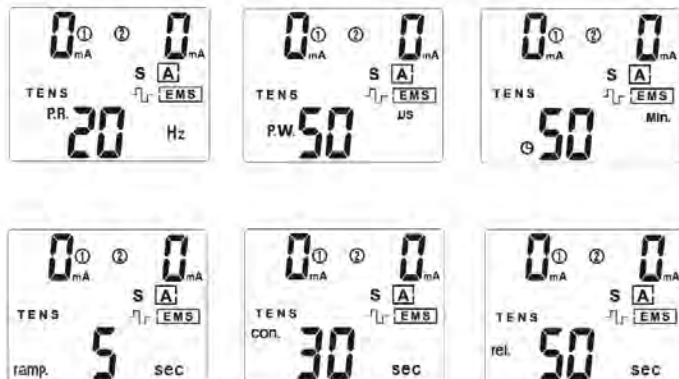 0 mA ① ② 0 mA
S A
TENS EMS
P.R. 20 Hz
0 mA ① ② 0 mA
S A
TENS EMS
µs
P.W. 50
0 mA ① ② 0 mA
S A
TENS EMS
Min.
50
0 mA ① ② 0 mA
S A
TENS EMS
ramp. 5 sec
0 mA ① ② 0 mA
S A
TENS EMS
con. 30 sec
0 mA ① ② 0 mA
S A
TENS EMS
rel. 50 sec